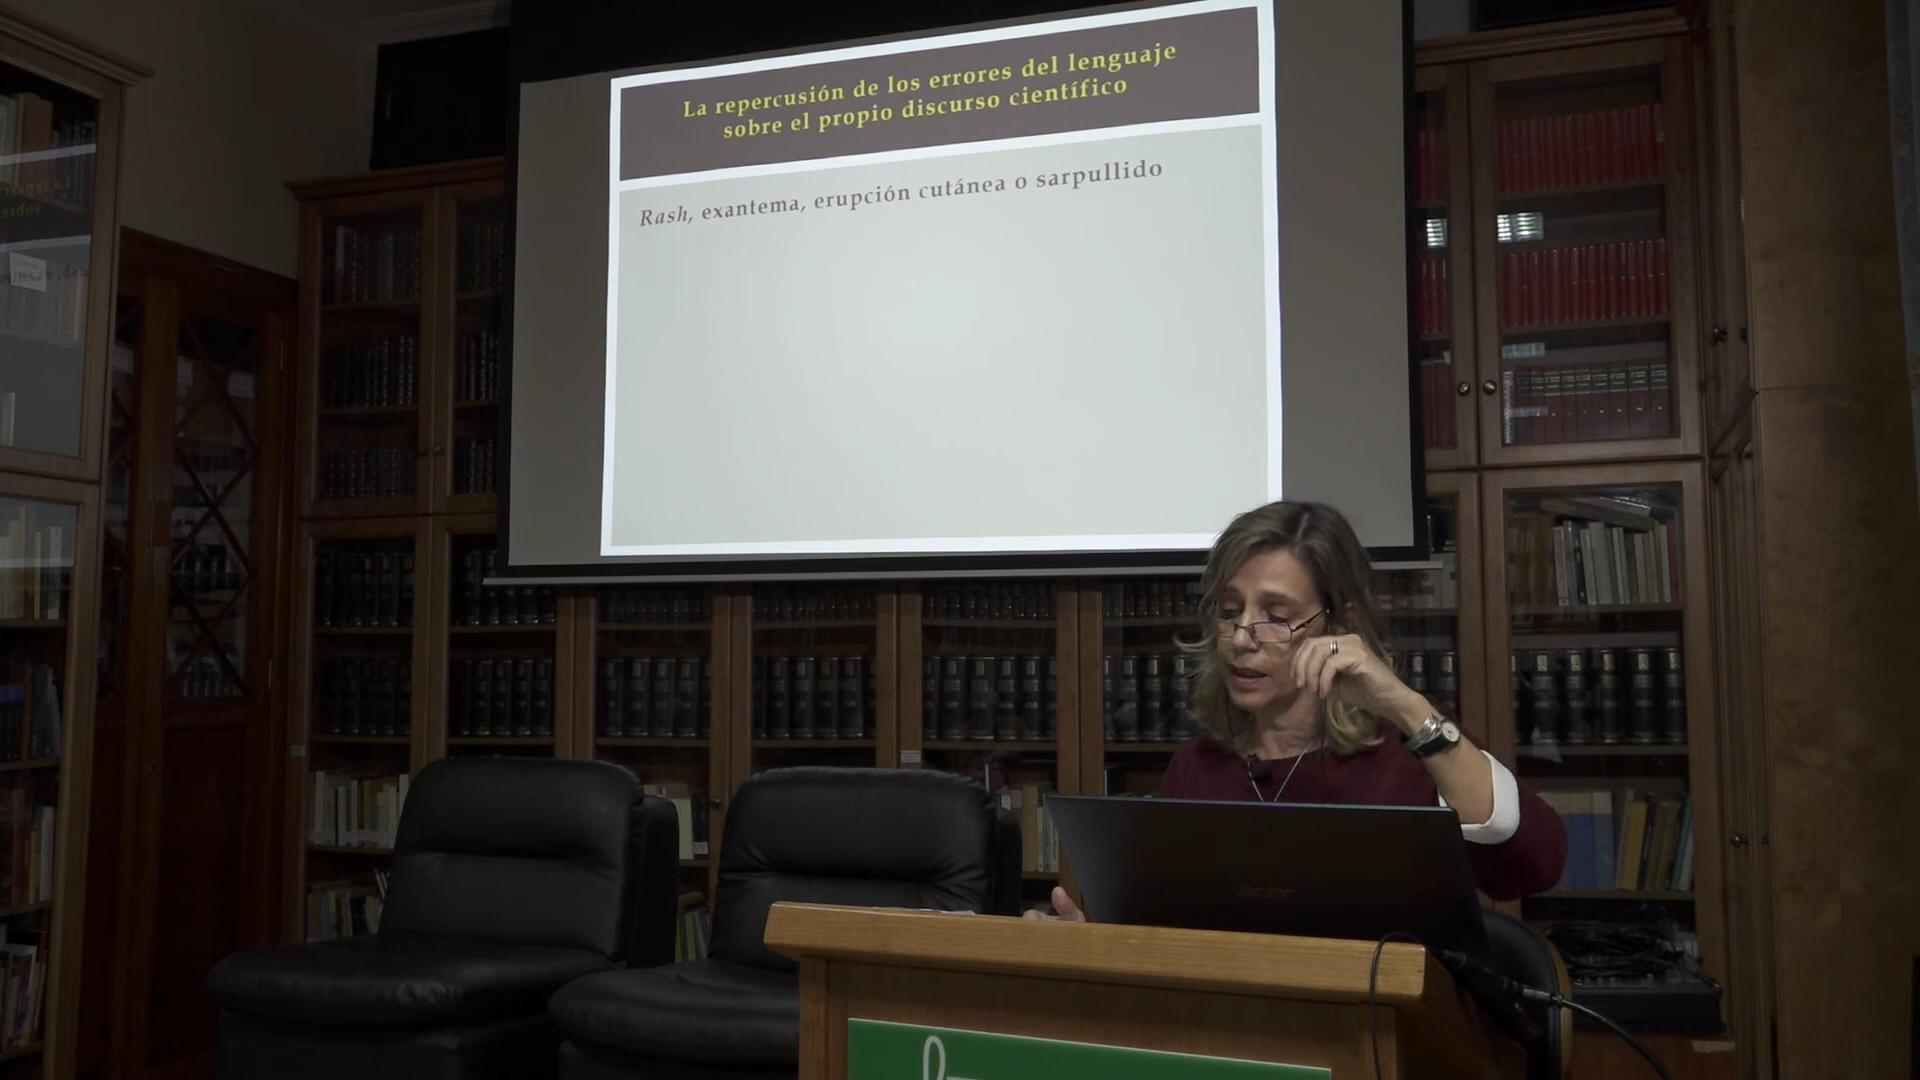 La repercusión de los errores del lenguaje
sobre el propio discurso científico
Rash, exantema, erupción cutánea o sarpullido
acer